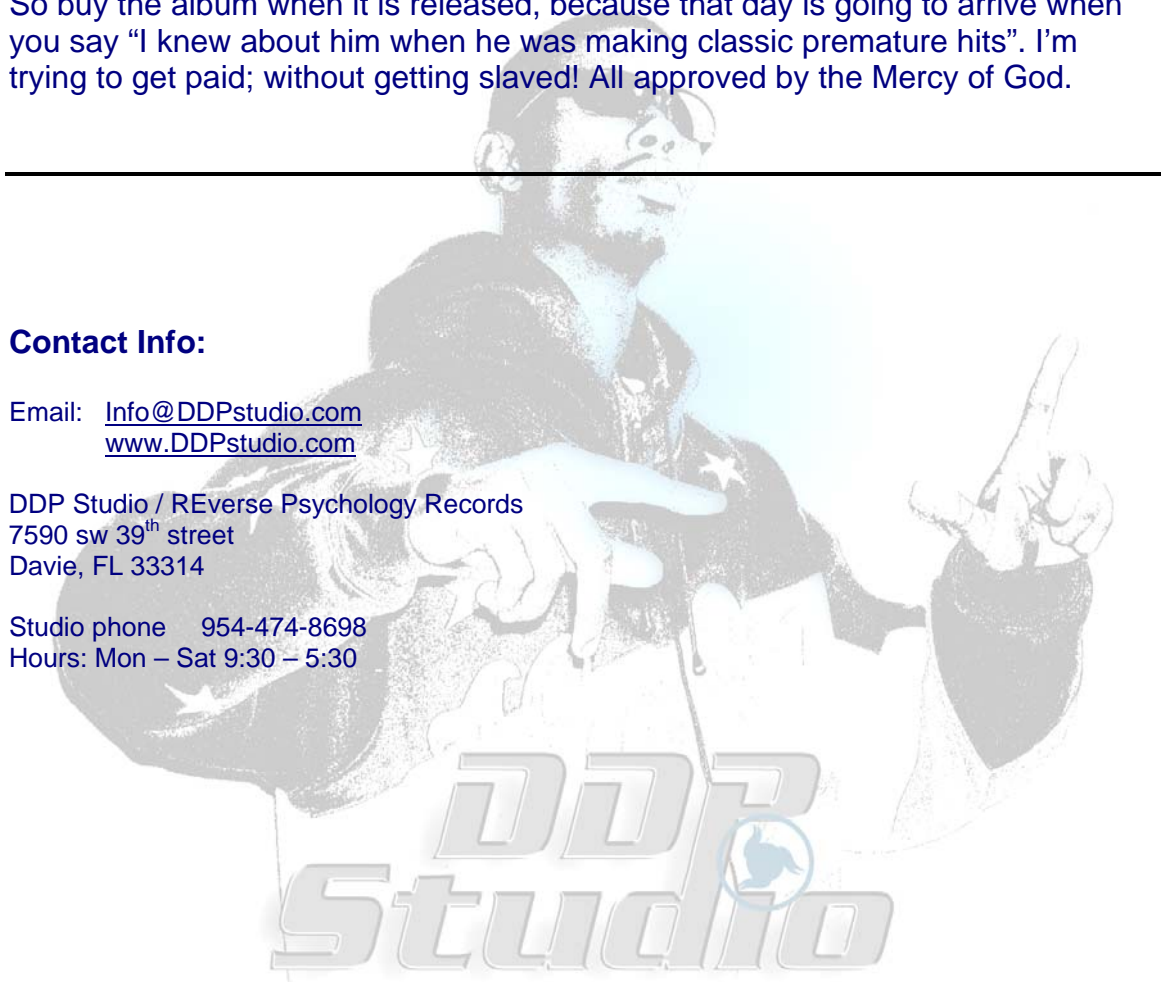 So buy the album when it is released, because that day is going to arrive when
you say “I knew about him when he was making classic premature hits”. I’m
trying to get paid; without getting slaved! All approved by the Mercy of God.
Contact Info:
Email: Info@DDPstudio.com
www.DDPstudio.com
DDP Studio / REverse Psychology Records
7590 sw 39th street
Davie, FL 33314
Studio phone 954-474-8698
Hours: Mon – Sat 9:30 – 5:30
DDP
Studio